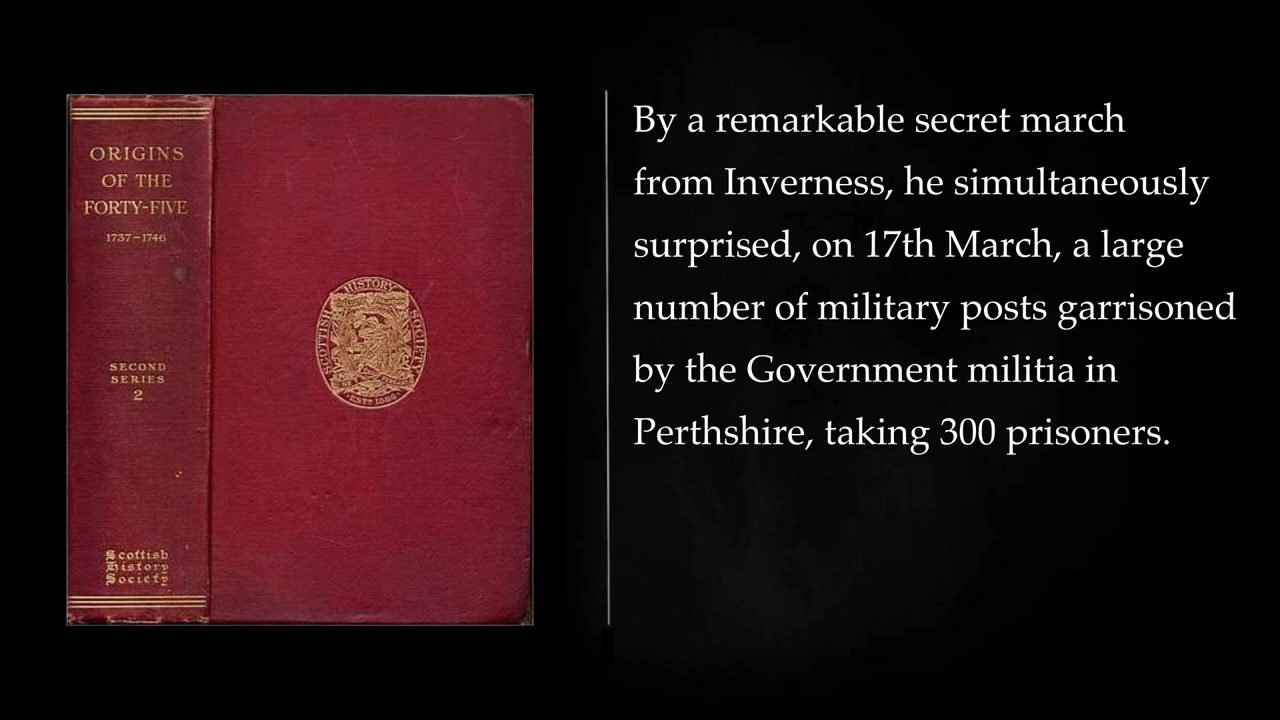 ORIGINS
OF THE
FORTY-FIVE
1737-1746
SECOND
SERIES
2
Scottish
History
Society
SCOTTISH HISTORY SOCIETY
By a remarkable secret march
from Inverness, he simultaneously
surprised, on 17th March, a large
number of military posts garrisoned
by the Government militia in
Perthshire, taking 300 prisoners.